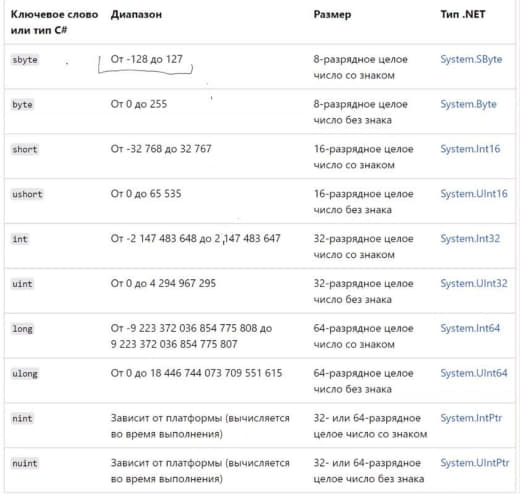 Ключевое слово Диапазон Размер Тип .NET
или тип C#
sbyte От -128 до 127 8-разрядное целое System.SByte
число со знаком
byte От 0 до 255 8-разрядное целое System.Byte
число без знака
short От -32 768 до 32 767 16-разрядное целое System.Int16
число со знаком
ushort От 0 до 65 535 16-разрядное целое System.UInt16
число без знака
int От -2 147 483 648 до 2 147 483 647 32-разрядное целое System.Int32
число со знаком
uint От 0 до 4 294 967 295 32-разрядное целое System.UInt32
число без знака
long От -9 223 372 036 854 775 808 до 64-разрядное целое System.Int64
9 223 372 036 854 775 807 число со знаком
ulong От 0 до 18 446 744 073 709 551 615 64-разрядное целое System.UInt64
число без знака
nint Зависит от платформы (вычисляется 32- или 64-разрядное System.IntPtr
во время выполнения) целое число со знаком
nuint Зависит от платформы (вычисляется 32- или 64-разрядное System.UIntPtr
во время выполнения) целое число без знака